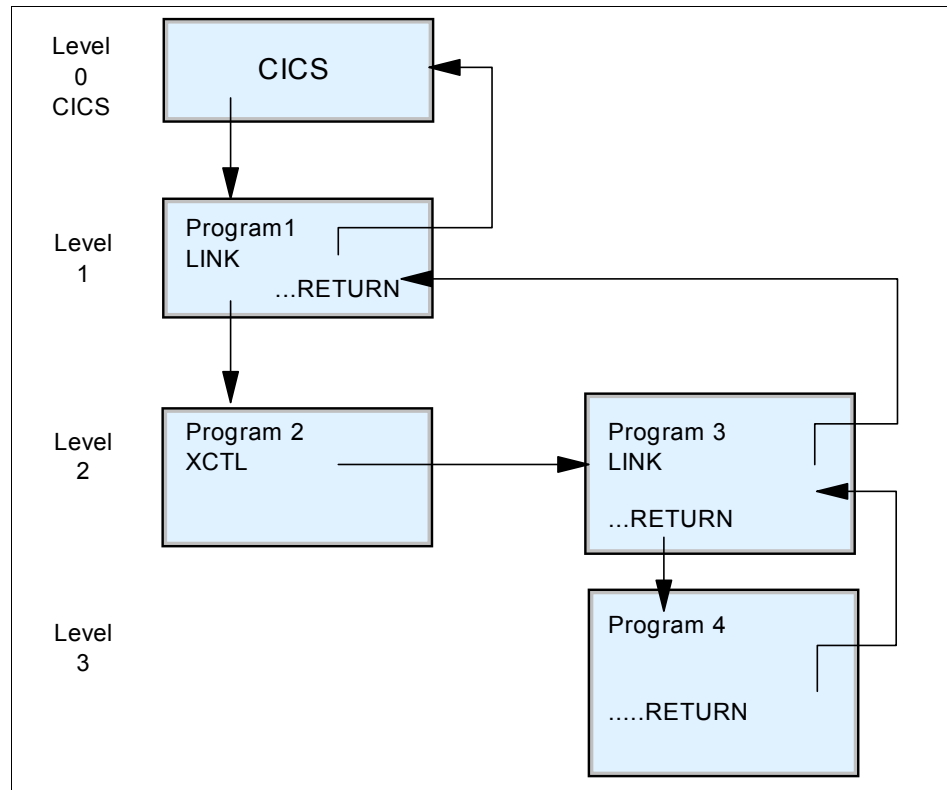 Level
0
CICS
CICS
Level
1
Program1
LINK
...RETURN
Level
2
Program 2
XCTL
Program 3
LINK
...RETURN
Level
3
Program 4
.....RETURN